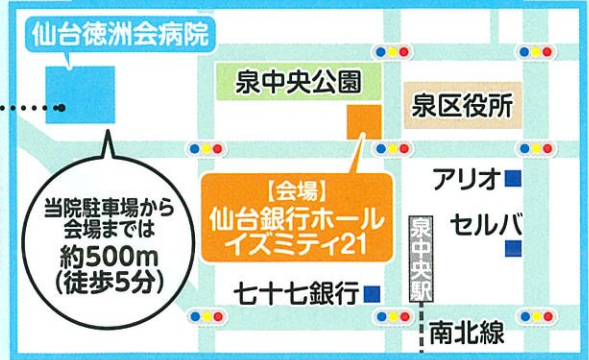 仙台徳洲会病院
泉中央公園
泉区役所
アリオ
セルバ
【会場】
仙台銀行ホール
イズミティ21
当院駐車場から
会場までは
約500m
（徒歩5分）
泉中央駅
七十七銀行
南北線